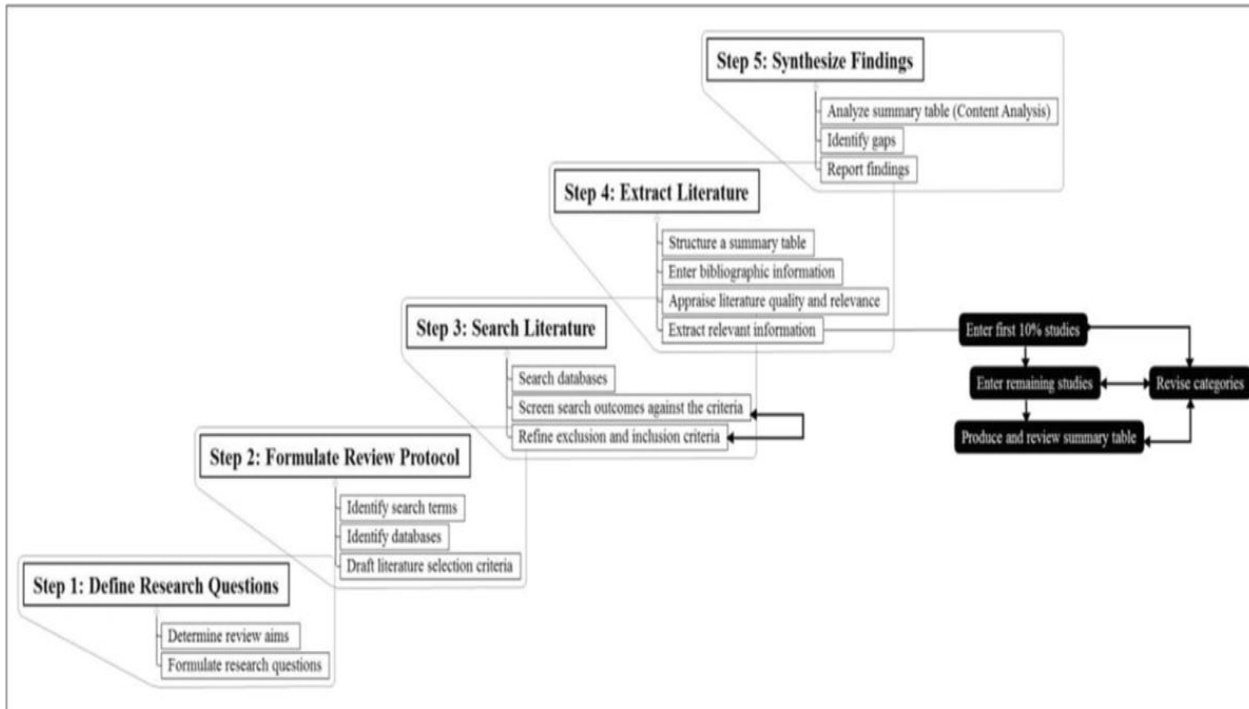 Step 5: Synthesize Findings
Analyze summary table (Content Analysis)
Identify gaps
Report findings
Step 4: Extract Literature
Structure a summary table
Enter bibliographic information
Appraise literature quality and relevance
Extract relevant information
Enter first 10% studies
Enter remaining studies
Revise categories
Produce and review summary table
Step 3: Search Literature
Search databases
Screen search outcomes against the criteria
Refine exclusion and inclusion criteria
Step 2: Formulate Review Protocol
Identify search terms
Identify databases
Draft literature selection criteria
Step 1: Define Research Questions
Determine review aims
Formulate research questions